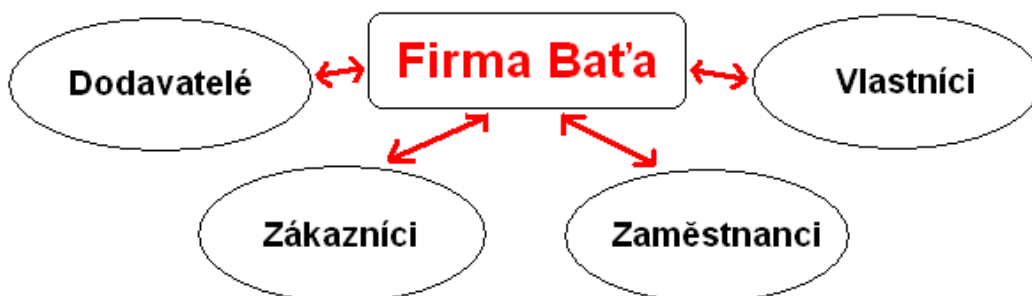 Firma Baťa
Dodavatelé
Vlastníci
Zákazníci
Zaměstnanci